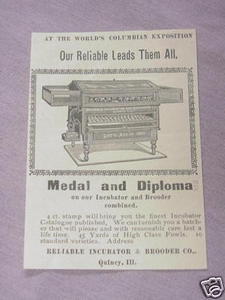 AT THE WORLD'S COLUMBIAN EXPOSITION
Our Reliable Leads Them All.
Medal and Diploma
on our Incubator and Brooder
combined.
4 ct. stamp will bring you the finest Incubator
Catalogue published. We can furnish you a hatch-
er that will please and with reasonable care last a
life time. 45 Yards of High Class Fowls. 10
standard varieties. Address
RELIABLE INCUBATOR & BROODER CO.,
Quincy, Ill.